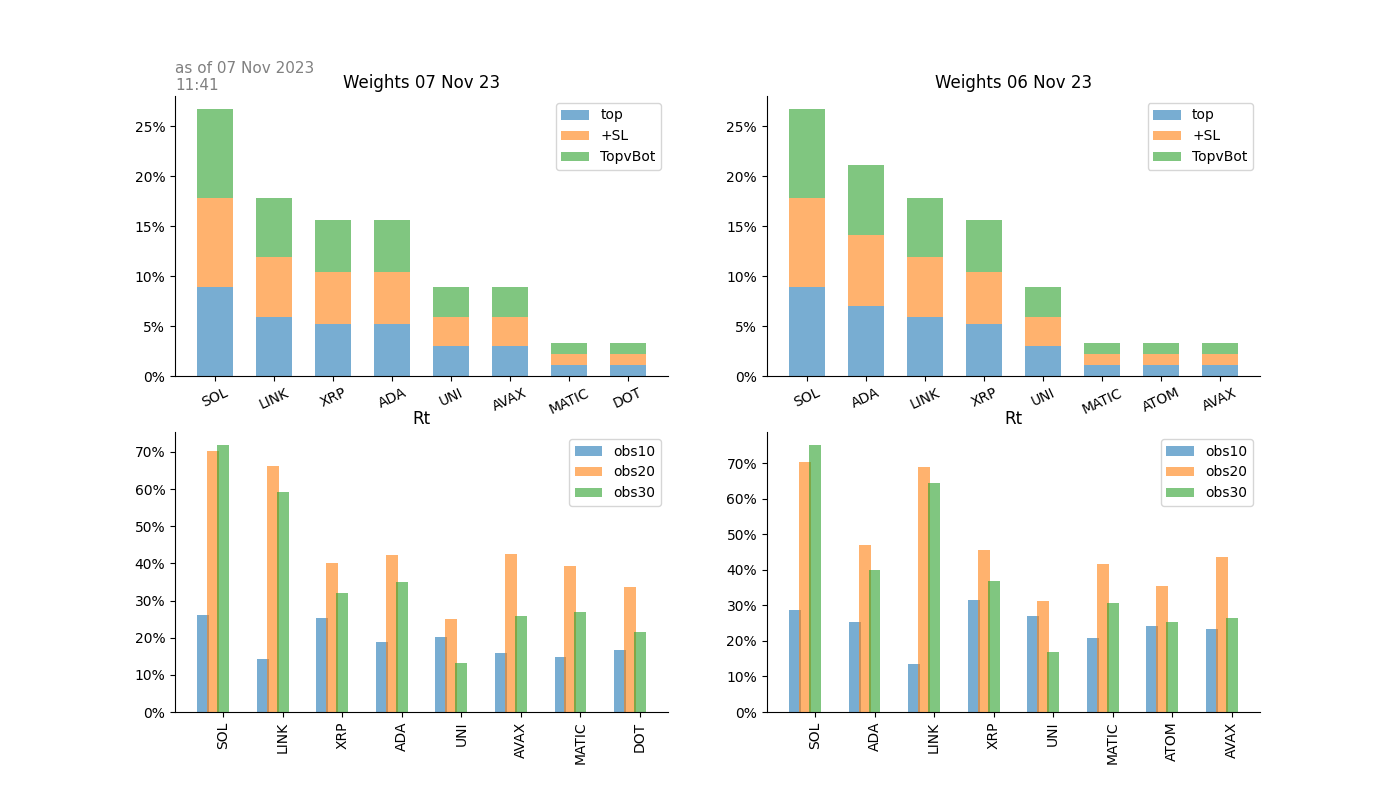 as of 07 Nov 2023
11:41
Weights 07 Nov 23
25%
20%
15%
10%
5%
0%
top
+SL
TopvBot
SOL LINK XRP ADA UNI AVAX MATIC DOT
Weights 06 Nov 23
25%
20%
15%
10%
5%
0%
top
+SL
TopvBot
SOL ADA LINK XRP UNI MATIC ATOM AVAX
Rt
70%
60%
50%
40%
30%
20%
10%
0%
obs10
obs20
obs30
SOL LINK XRP ADA UNI AVAX MATIC DOT
Rt
70%
60%
50%
40%
30%
20%
10%
0%
obs10
obs20
obs30
SOL ADA LINK XRP UNI MATIC ATOM AVAX